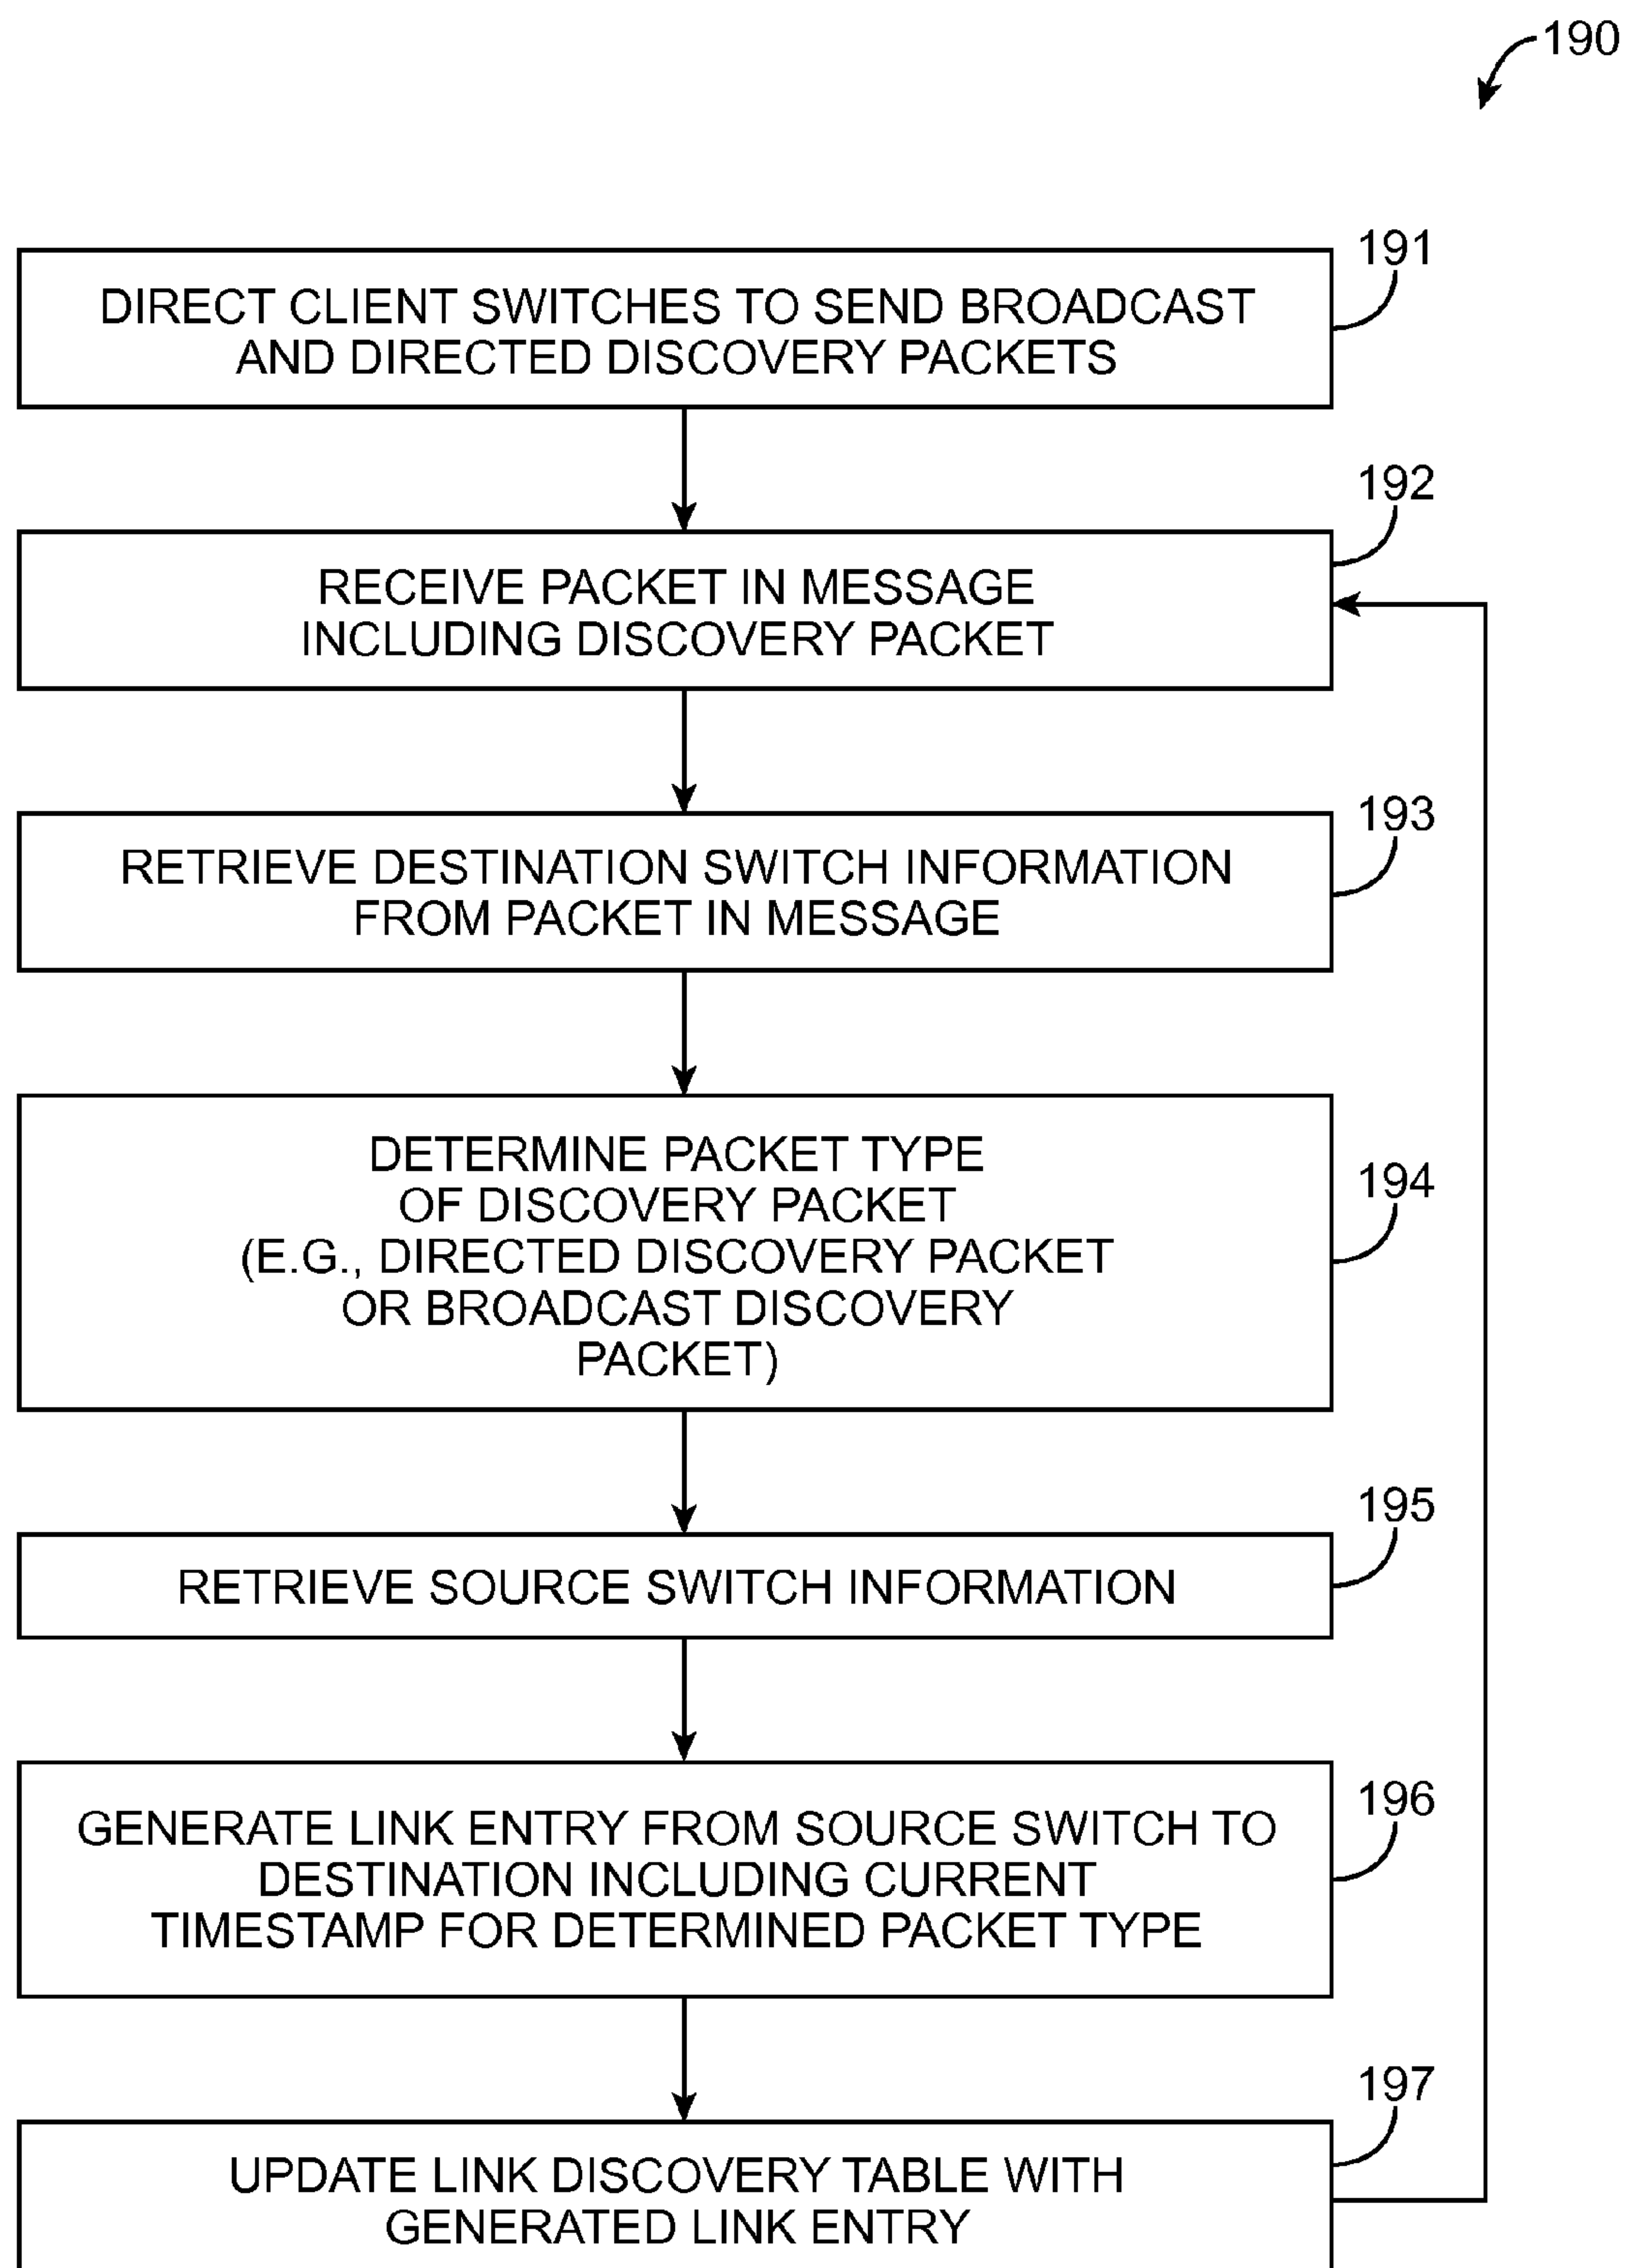 190
191
DIRECT CLIENT SWITCHES TO SEND BROADCAST
AND DIRECTED DISCOVERY PACKETS
192
RECEIVE PACKET IN MESSAGE
INCLUDING DISCOVERY PACKET
193
RETRIEVE DESTINATION SWITCH INFORMATION
FROM PACKET IN MESSAGE
194
DETERMINE PACKET TYPE
OF DISCOVERY PACKET
(E.G., DIRECTED DISCOVERY PACKET
OR BROADCAST DISCOVERY
PACKET)
195
RETRIEVE SOURCE SWITCH INFORMATION
196
GENERATE LINK ENTRY FROM SOURCE SWITCH TO
DESTINATION INCLUDING CURRENT
TIMESTAMP FOR DETERMINED PACKET TYPE
197
UPDATE LINK DISCOVERY TABLE WITH
GENERATED LINK ENTRY